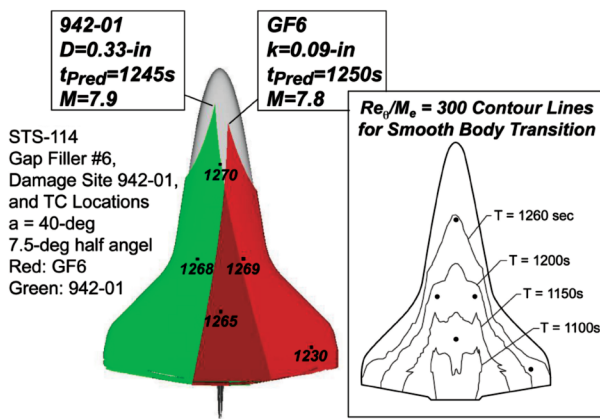 942-01
D=0.33-in
tPred=1245s
M=7.9
GF6
k=0.09-in
tPred=1250s
M=7.8
STS-114
Gap Filler #6,
Damage Site 942-01,
and TC Locations
a = 40-deg
7.5-deg half angel
Red: GF6
Green: 942-01
1270
1268
1269
1265
1230
Reθ/Me = 300 Contour Lines
for Smooth Body Transition
T = 1260 sec
T = 1200s
T = 1150s
T = 1100s